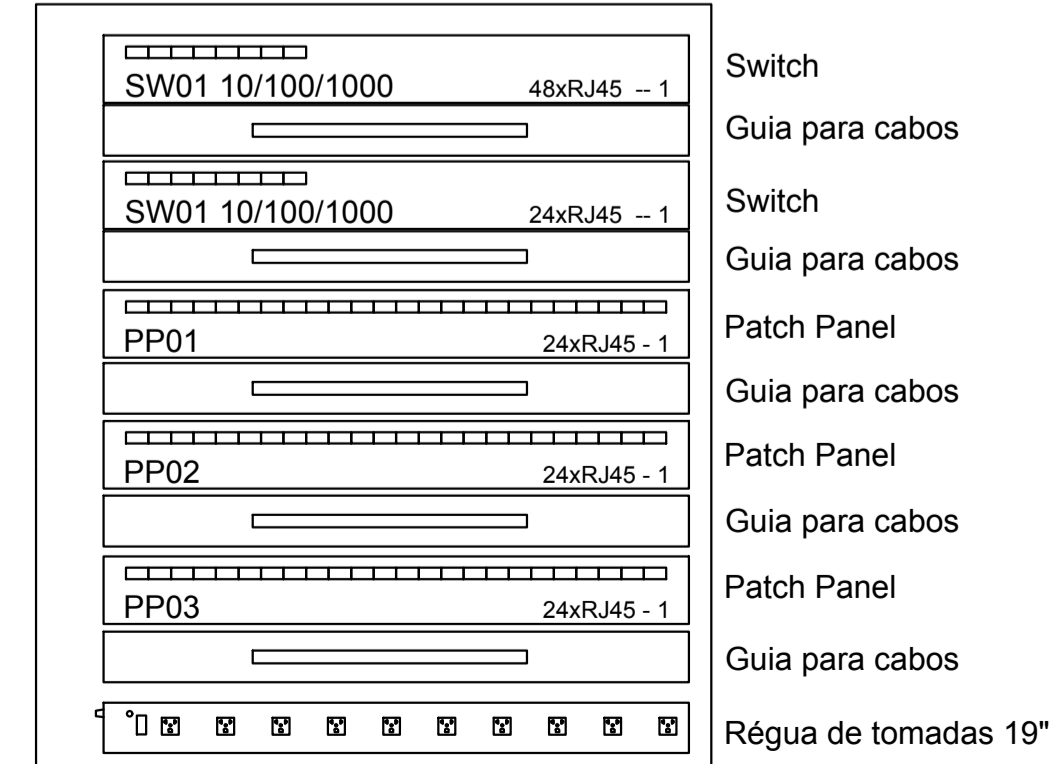 SW01 10/100/1000 48xRJ45 -- 1 Switch
Guia para cabos
SW01 10/100/1000 24xRJ45 -- 1 Switch
Guia para cabos
PP01 24xRJ45 - 1 Patch Panel
Guia para cabos
PP02 24xRJ45 - 1 Patch Panel
Guia para cabos
PP03 24xRJ45 - 1 Patch Panel
Guia para cabos
Régua de tomadas 19"